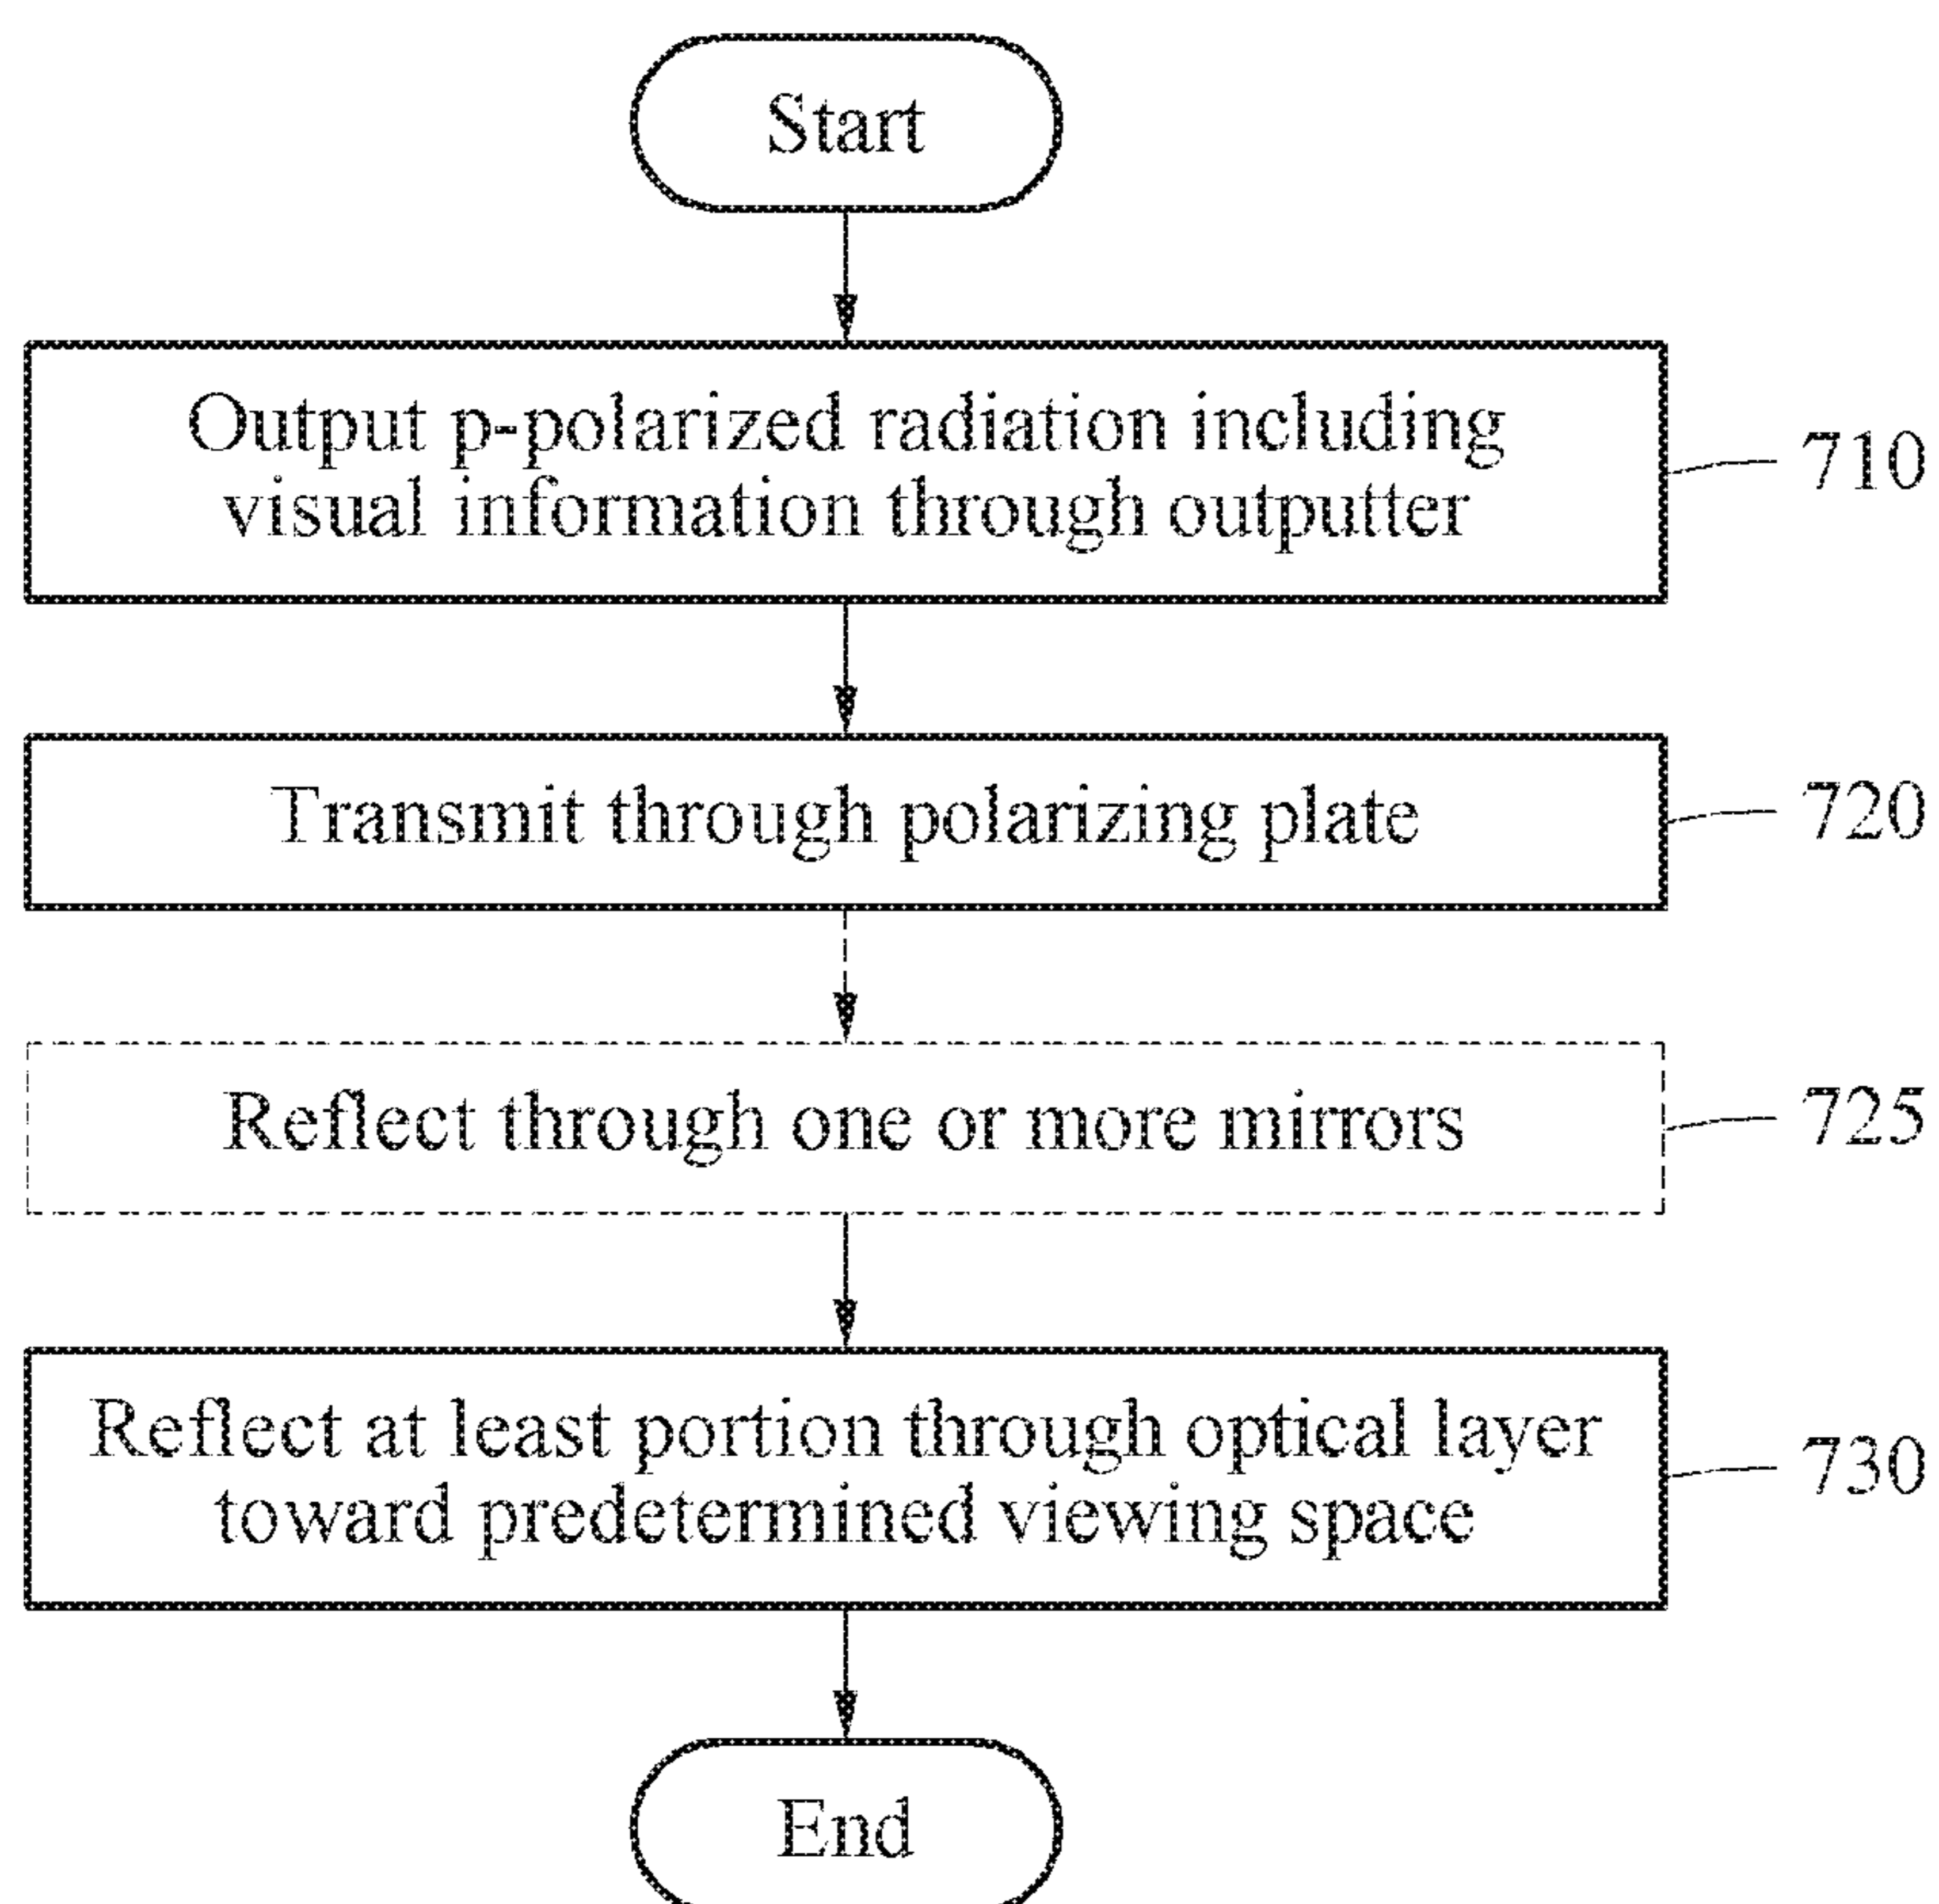 Start
Output p-polarized radiation including
visual information through outputter
710
Transmit through polarizing plate
720
Reflect through one or more mirrors
725
Reflect at least portion through optical layer
toward predetermined viewing space
730
End